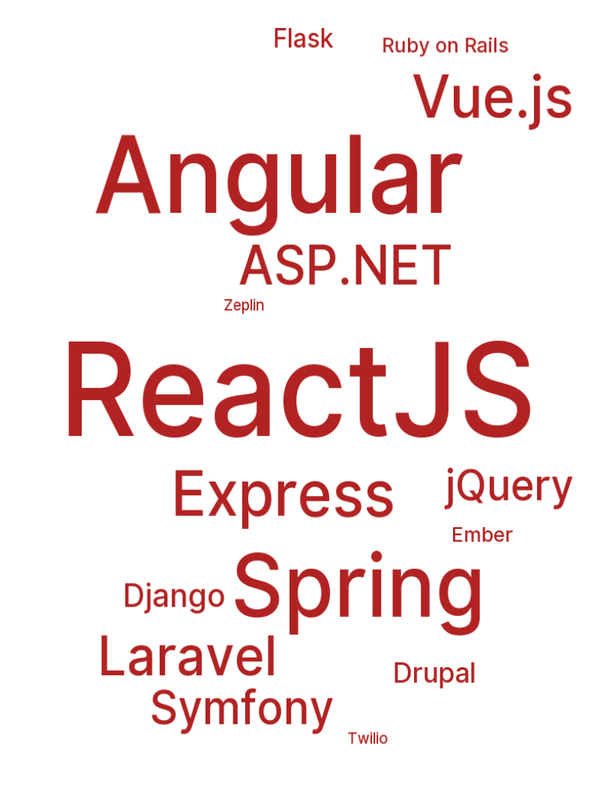 Flask
Ruby on Rails
Vue.js
Angular
ASP.NET
Zeplin
ReactJS
Express
jQuery
Ember
Spring
Django
Laravel
Drupal
Symfony
Twilio